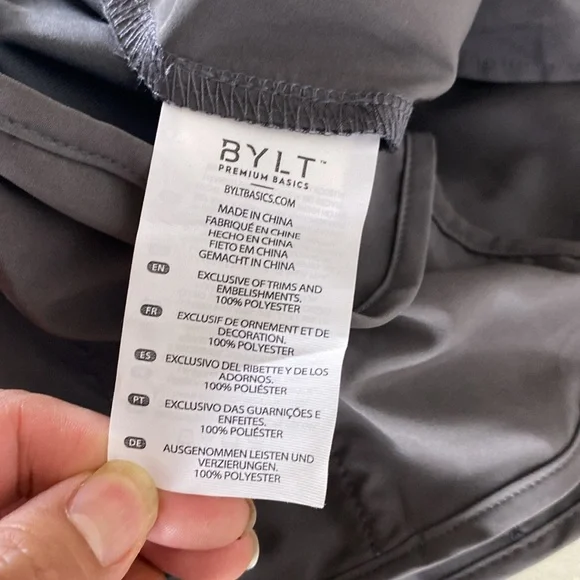 BYLT™
PREMIUM BASICS
BYLTBASICS.COM
MADE IN CHINA
FABRIQUÉ EN CHINE
HECHO EN CHINA
FIETO EM CHINA
GEMACHT IN CHINA
EN EXCLUSIVE OF TRIMS AND
EMBELISHMENTS.
100% POLYESTER
FR EXCLUSIF DE ORNEMENT ET DE
DECORATION.
100% POLYESTER
ES EXCLUSIVO DEL RIBETTE Y DE LOS
ADORNOS.
100% POLIÉSTER
PT EXCLUSIVO DAS GUARNIÇÕES E
ENFEITES.
100% POLIÉSTER
DE AUSGENOMMEN LEISTEN UND
VERZIERUNGEN.
100% POLYESTER